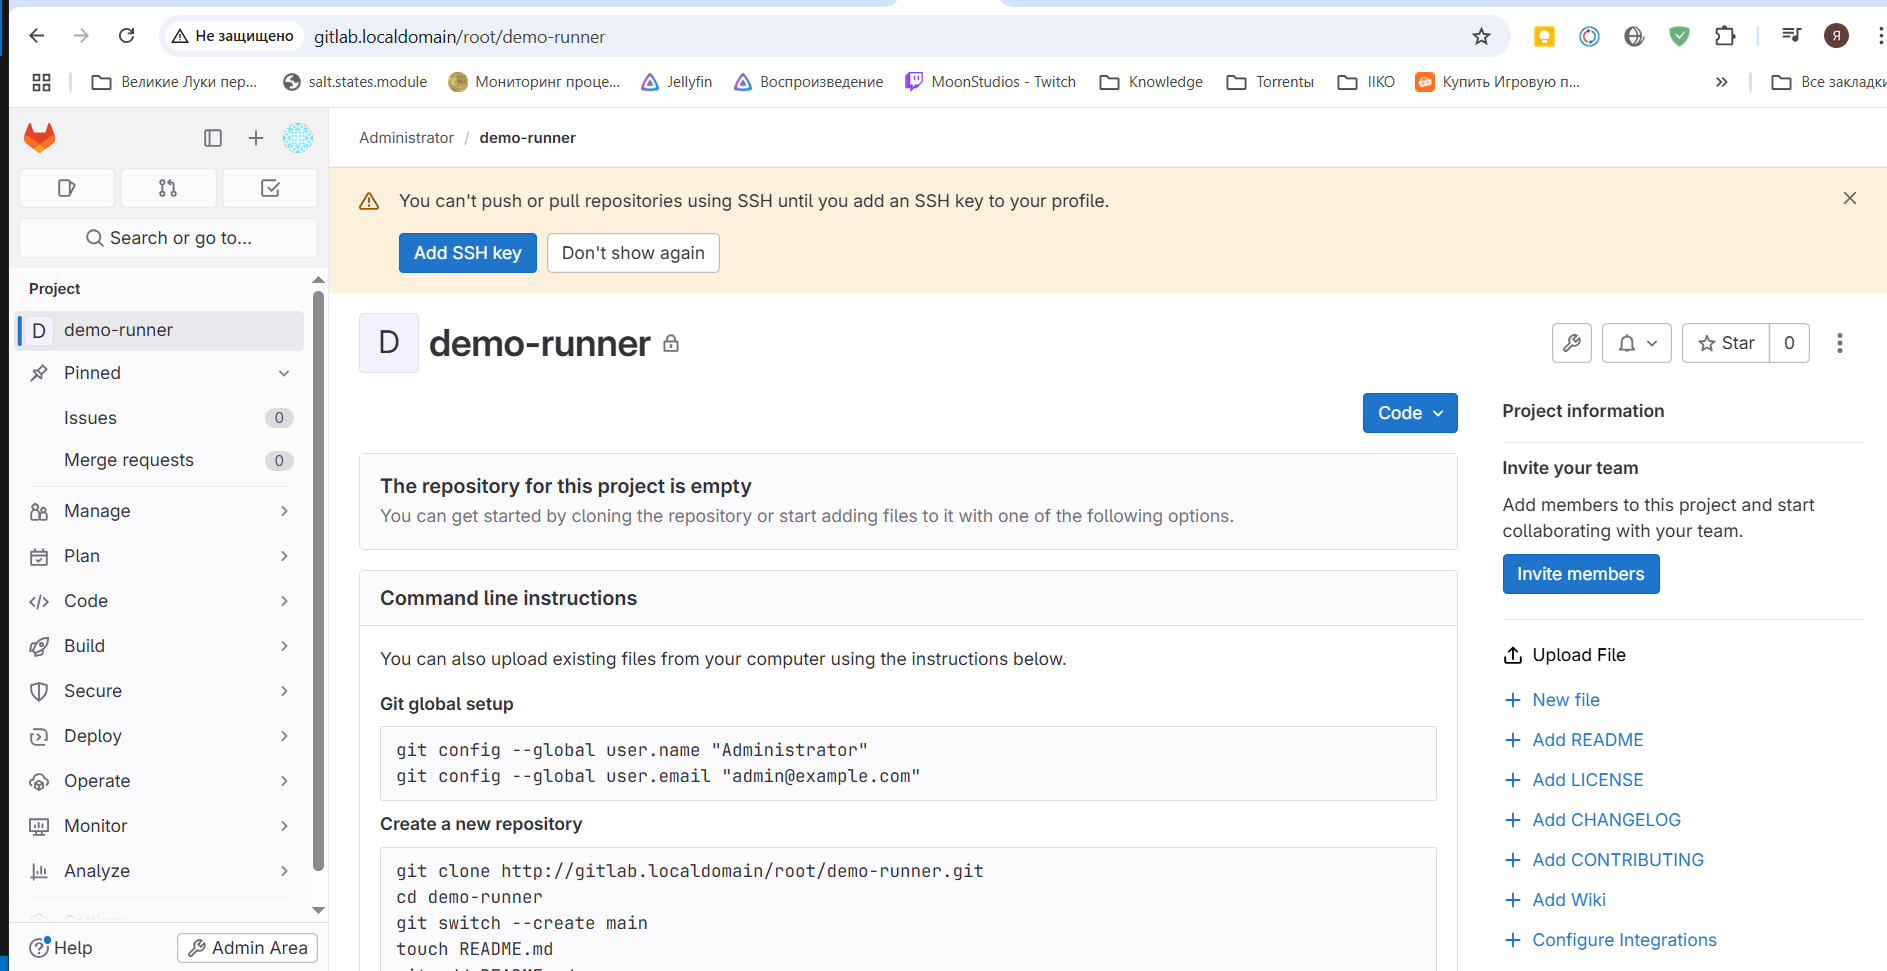 Не защищено
gitlab.localdomain/root/demo-runner
Я
Великие Луки пер...
salt.states.module
Мониторинг проце...
Jellyfin
Воспроизведение
MoonStudios - Twitch
Knowledge
Torrentы
IIKO
Купить Игровую п...
»
Все закладки
Administrator / demo-runner
Search or go to...
You can't push or pull repositories using SSH until you add an SSH key to your profile.
Add SSH key
Don't show again
Project
D demo-runner
Pinned
Issues 0
Merge requests 0
Manage
Plan
Code
Build
Secure
Deploy
Operate
Monitor
Analyze
Settings
Help
Admin Area
D
demo-runner
Star 0
Code
The repository for this project is empty
You can get started by cloning the repository or start adding files to it with one of the following options.
Command line instructions
You can also upload existing files from your computer using the instructions below.
Git global setup
git config --global user.name "Administrator"
git config --global user.email "admin@example.com"
Create a new repository
git clone http://gitlab.localdomain/root/demo-runner.git
cd demo-runner
git switch --create main
touch README.md
Project information
Invite your team
Add members to this project and start
collaborating with your team.
Invite members
Upload File
New file
Add README
Add LICENSE
Add CHANGELOG
Add CONTRIBUTING
Add Wiki
Configure Integrations